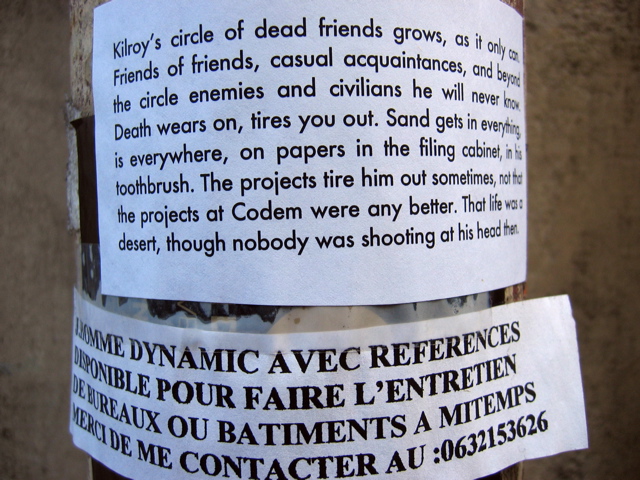 Kilroy's circle of dead friends grows, as it only can.
Friends of friends, casual acquaintances, and beyond
the circle enemies and civilians he will never know.
Death wears on, tires you out. Sand gets in everything,
is everywhere, on papers in the filing cabinet, in his
toothbrush. The projects tire him out sometimes, not that
the projects at Codem were any better. That life was a
desert, though nobody was shooting at his head then.
J.HOMME DYNAMIC AVEC REFERENCES
DISPONIBLE POUR FAIRE L'ENTRETIEN
DE BUREAUX OU BATIMENTS A MITEMPS
MERCI DE ME CONTACTER AU :0632153626